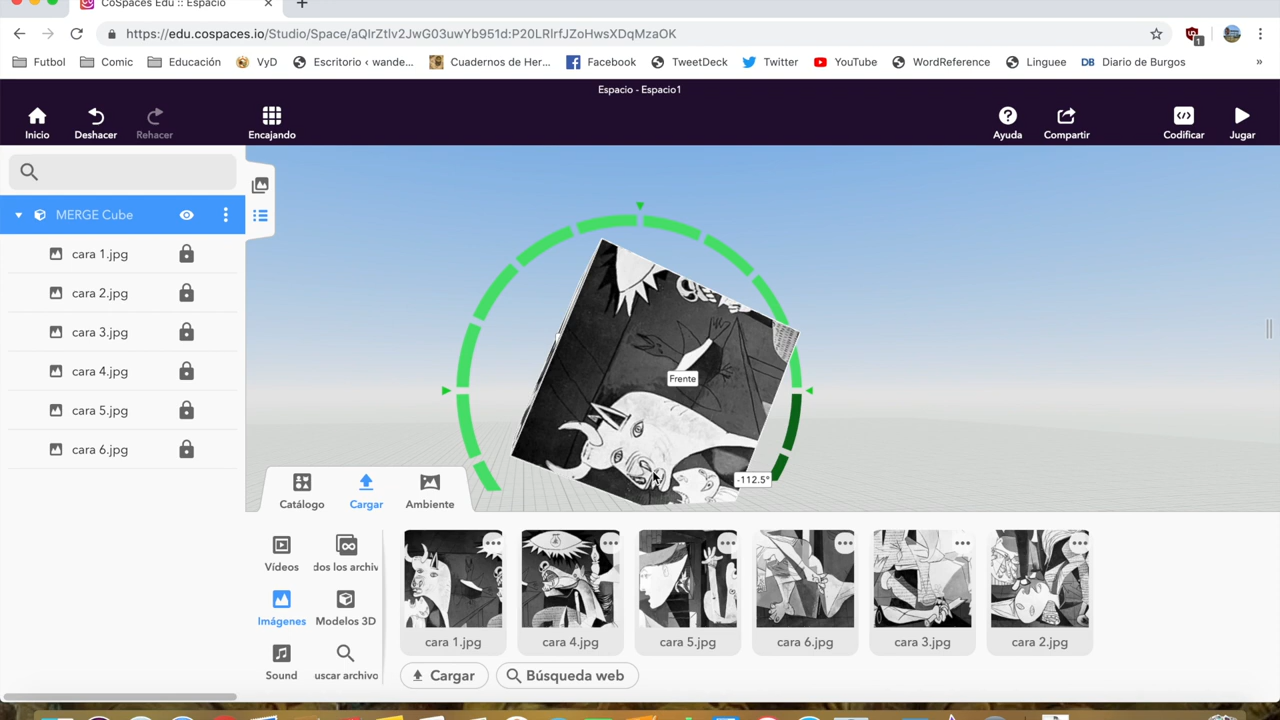 CoSpaces Edu :: Espacio
https://edu.cospaces.io/Studio/Space/aQIrZtlv2JwG03uwYb951d:P20LRIrfJZoHwsXDqMzaOK
1
Futbol
Comic
Educación
VyD
Escritorio ‹ wande...
Cuadernos de Her...
Facebook
TweetDeck
Twitter
YouTube
WordReference
Linguee
DB Diario de Burgos
»
Espacio - Espacio1
Inicio
Deshacer
Rehacer
Encajando
Ayuda
Compartir
Codificar
Jugar
MERGE Cube
cara 1.jpg
cara 2.jpg
cara 3.jpg
cara 4.jpg
cara 5.jpg
cara 6.jpg
Frente
-112.5°
Catálogo
Cargar
Ambiente
Vídeos
dos los archiv
Imágenes
Modelos 3D
Sound
uscar archivo
cara 1.jpg
cara 4.jpg
cara 5.jpg
cara 6.jpg
cara 3.jpg
cara 2.jpg
Cargar
Búsqueda web